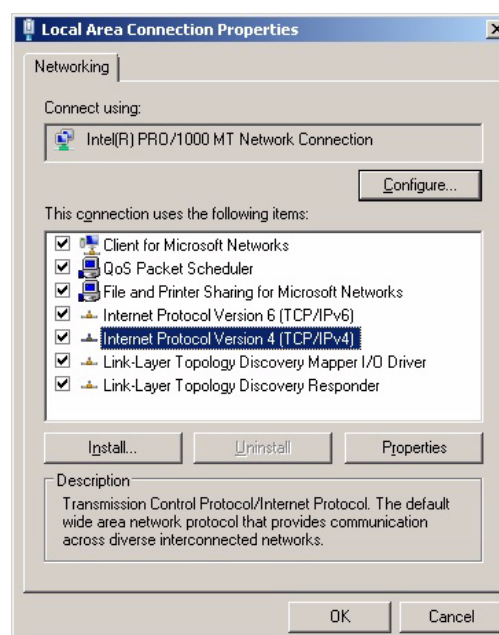 Local Area Connection Properties
Networking
Connect using:
Intel(R) PRO/1000 MT Network Connection
Configure...
This connection uses the following items:
Client for Microsoft Networks
QoS Packet Scheduler
File and Printer Sharing for Microsoft Networks
Internet Protocol Version 6 (TCP/IPv6)
Internet Protocol Version 4 (TCP/IPv4)
Link-Layer Topology Discovery Mapper I/O Driver
Link-Layer Topology Discovery Responder
Install... Uninstall Properties
Description
Transmission Control Protocol/Internet Protocol. The default
wide area network protocol that provides communication
across diverse interconnected networks.
OK Cancel